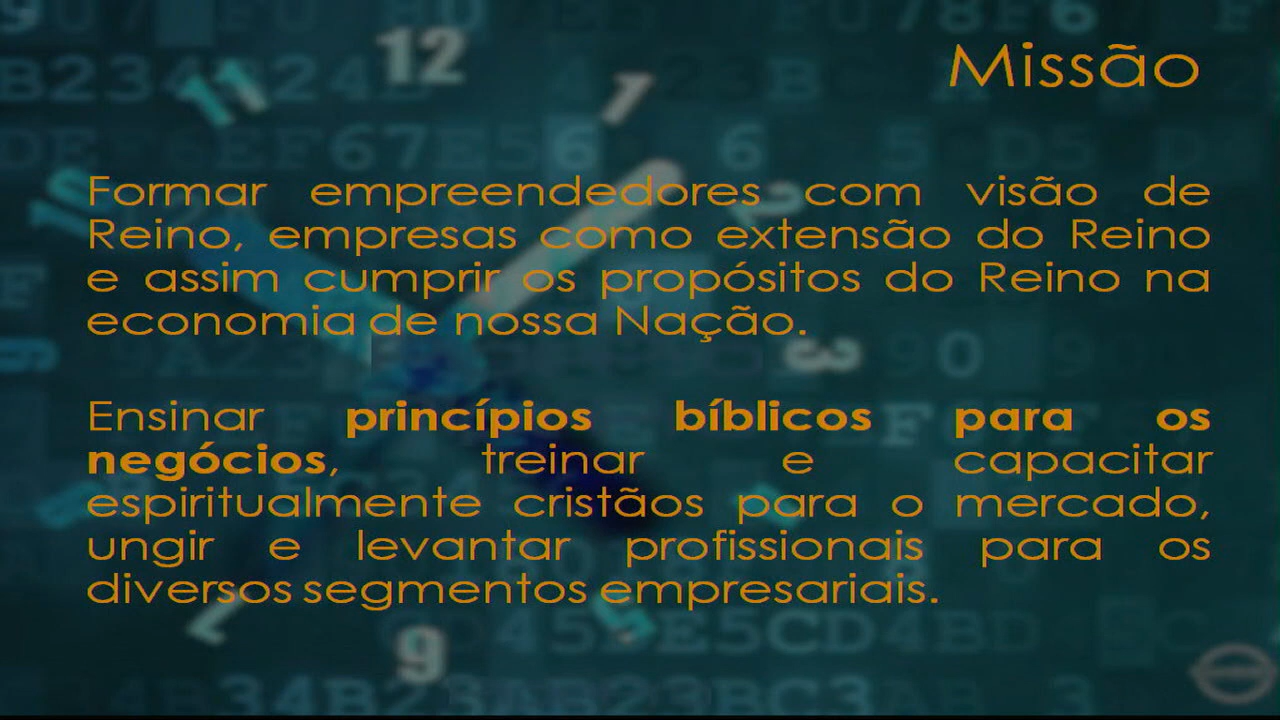 Missão
Formar empreendedores com visão de
Reino, empresas como extensão do Reino
e assim cumprir os propósitos do Reino na
economia de nossa Nação.
Ensinar princípios bíblicos para os
negócios, treinar e capacitar
espiritualmente cristãos para o mercado,
ungir e levantar profissionais para os
diversos segmentos empresariais.